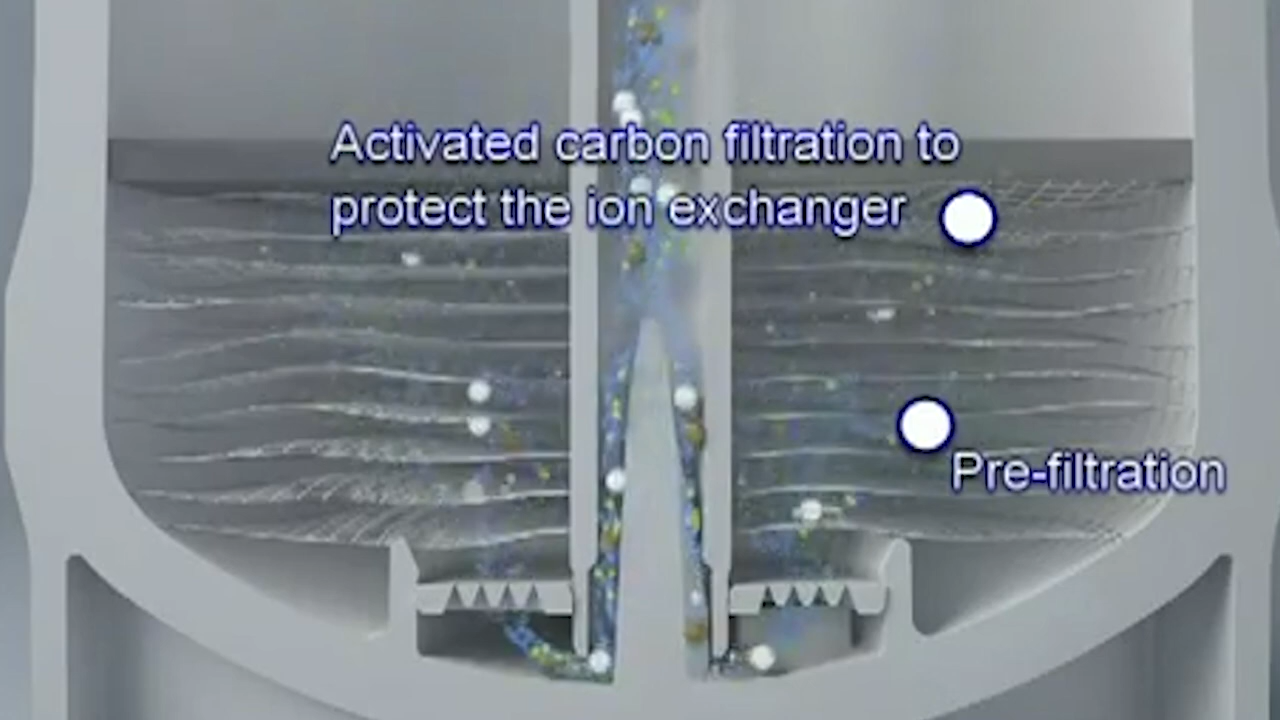 Activated carbon filtration to
protect the ion exchanger
Pre-filtration